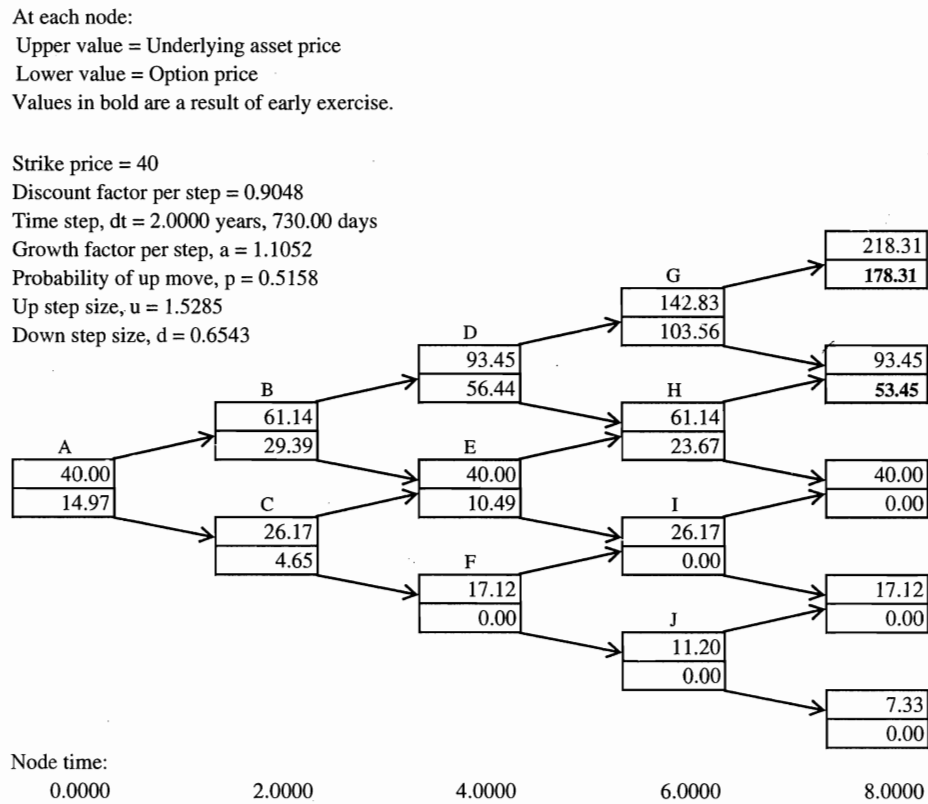 At each node:
Upper value = Underlying asset price
Lower value = Option price
Values in bold are a result of early exercise.
Strike price = 40
Discount factor per step = 0.9048
Time step, dt = 2.0000 years, 730.00 days
Growth factor per step, a = 1.1052
Probability of up move, p = 0.5158
Up step size, u = 1.5285
Down step size, d = 0.6543
A
40.00
14.97
B
61.14
29.39
C
26.17
4.65
D
93.45
56.44
E
40.00
10.49
F
17.12
0.00
G
142.83
103.56
H
61.14
23.67
I
26.17
0.00
J
11.20
0.00
218.31
178.31
93.45
53.45
40.00
0.00
17.12
0.00
7.33
0.00
Node time:
0.0000 2.0000 4.0000 6.0000 8.0000